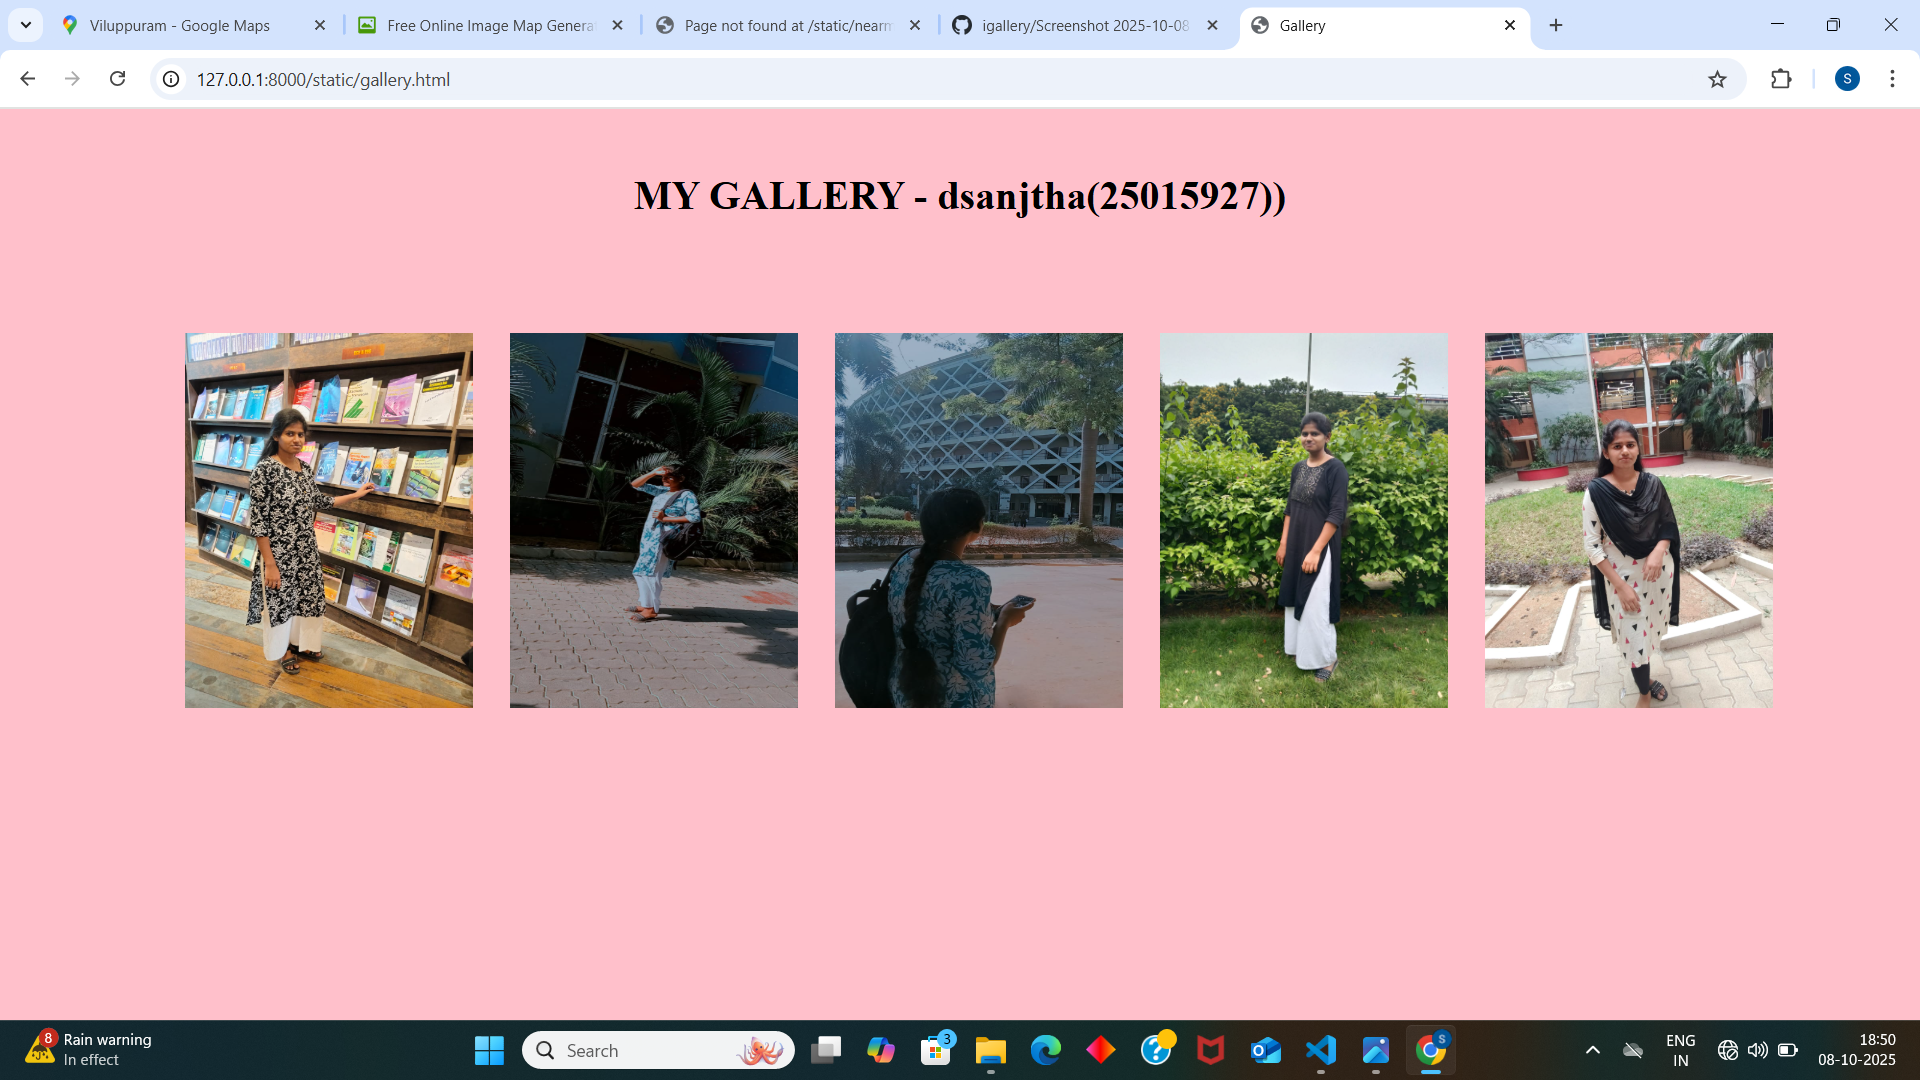 Viluppuram - Google Maps
Free Online Image Map Genera
Page not found at /static/nearm
igallery/Screenshot 2025-10-08
Gallery
127.0.0.1:8000/static/gallery.html
S
MY GALLERY - dsanjtha(25015927))
8
Rain warning
In effect
Search
3
S
ENG
IN
18:50
08-10-2025